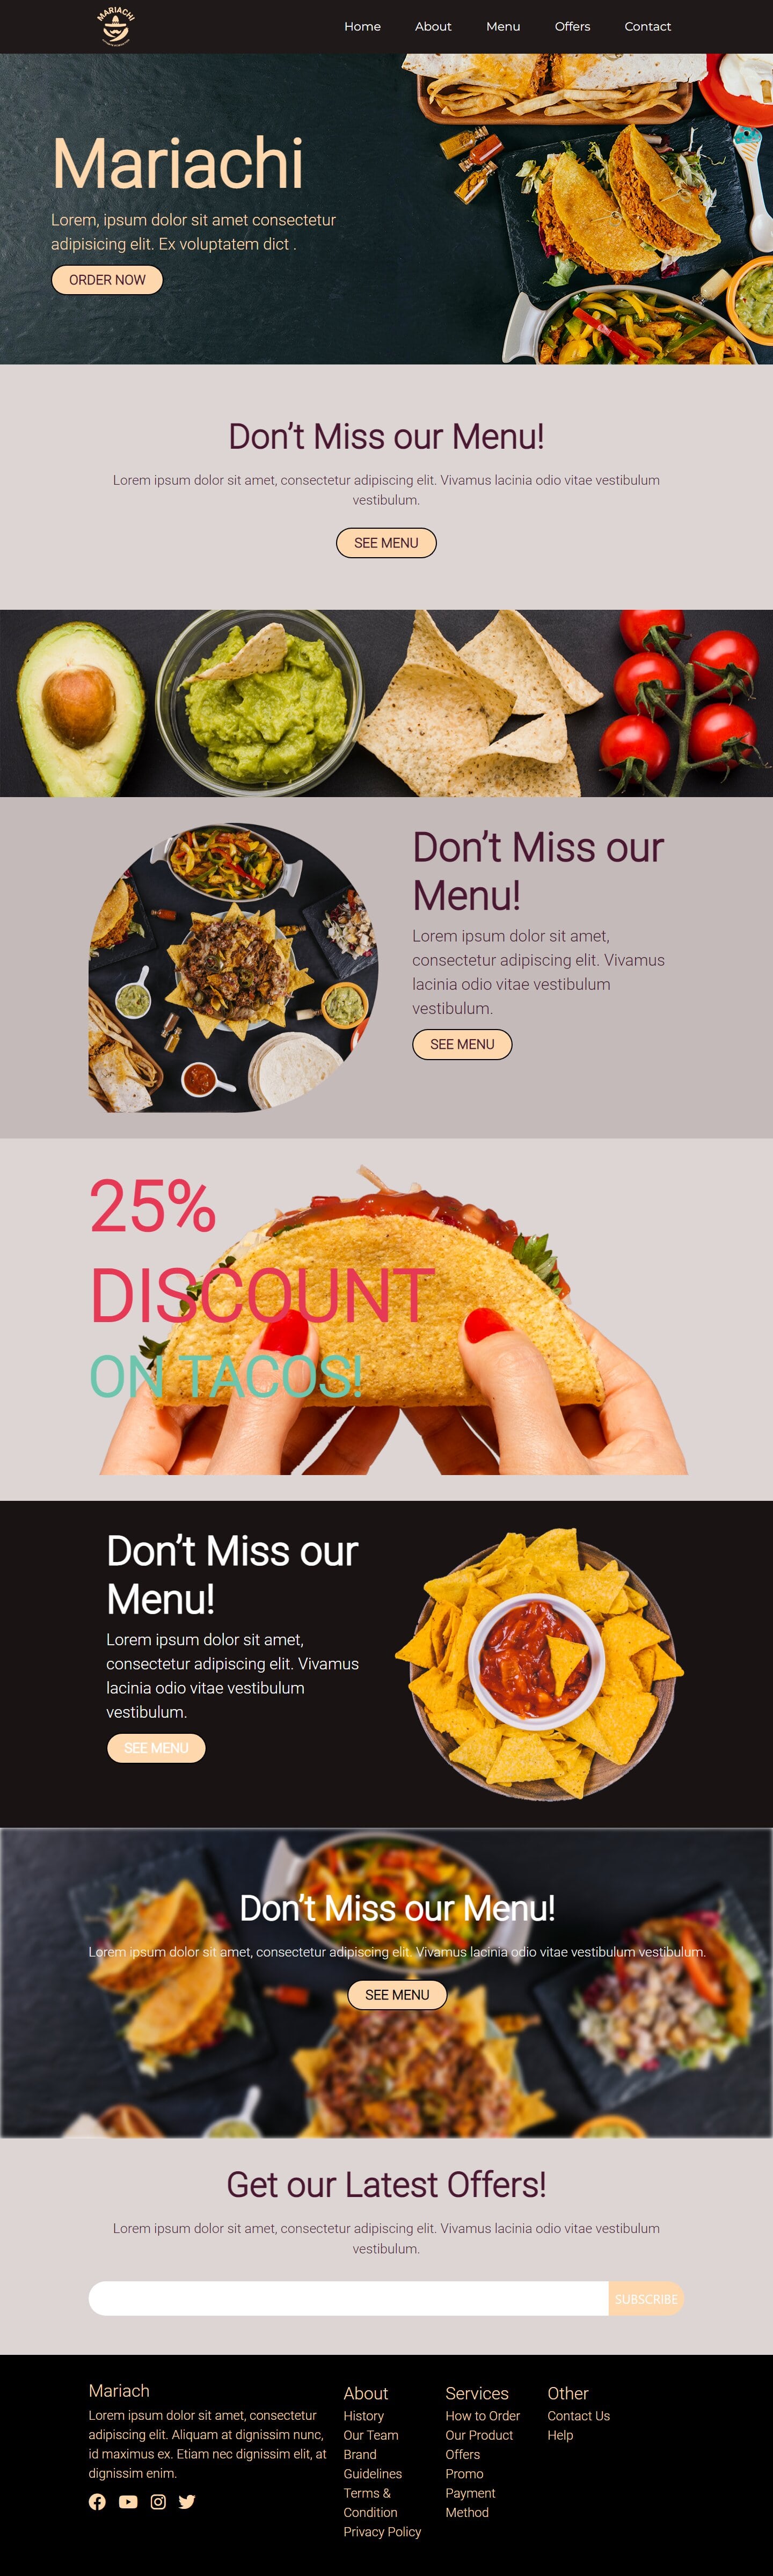 MARIACHI
Home
About
Menu
Offers
Contact
Mariachi
Lorem, ipsum dolor sit amet consectetur
adipisicing elit. Ex voluptatem dict .
ORDER NOW
Don’t Miss our Menu!
Lorem ipsum dolor sit amet, consectetur adipiscing elit. Vivamus lacinia odio vitae vestibulum
vestibulum.
SEE MENU
Don’t Miss our
Menu!
Lorem ipsum dolor sit amet,
consectetur adipiscing elit. Vivamus
lacinia odio vitae vestibulum
vestibulum.
SEE MENU
25%
DISCOUNT
ON TACOS!
Don’t Miss our
Menu!
Lorem ipsum dolor sit amet,
consectetur adipiscing elit. Vivamus
lacinia odio vitae vestibulum
vestibulum.
SEE MENU
Don’t Miss our Menu!
Lorem ipsum dolor sit amet, consectetur adipiscing elit. Vivamus lacinia odio vitae vestibulum vestibulum.
SEE MENU
Get our Latest Offers!
Lorem ipsum dolor sit amet, consectetur adipiscing elit. Vivamus lacinia odio vitae vestibulum
vestibulum.
SUBSCRIBE
Mariach
Lorem ipsum dolor sit amet, consectetur
adipiscing elit. Aliquam at dignissim nunc,
id maximus ex. Etiam nec dignissim elit, at
dignissim enim.
About
History
Our Team
Brand
Guidelines
Terms &
Condition
Privacy Policy
Services
How to Order
Our Product
Offers
Promo
Payment
Method
Other
Contact Us
Help